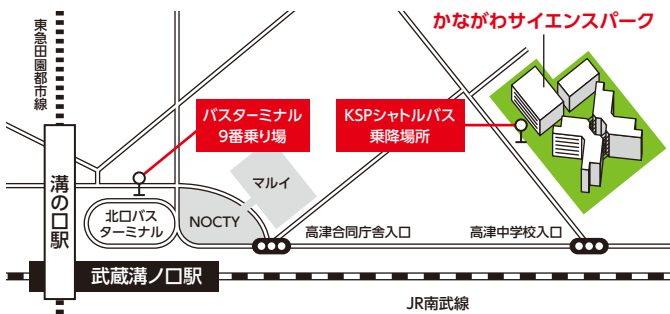 かながわサイエンスパーク
東急田園都市線
バスターミナル
9番乗り場
KSPシャトルバス
乗降場所
マルイ
溝の口駅
北口バス
ターミナル
NOCTY
高津合同庁舎入口
高津中学校入口
武蔵溝ノ口駅
JR南武線